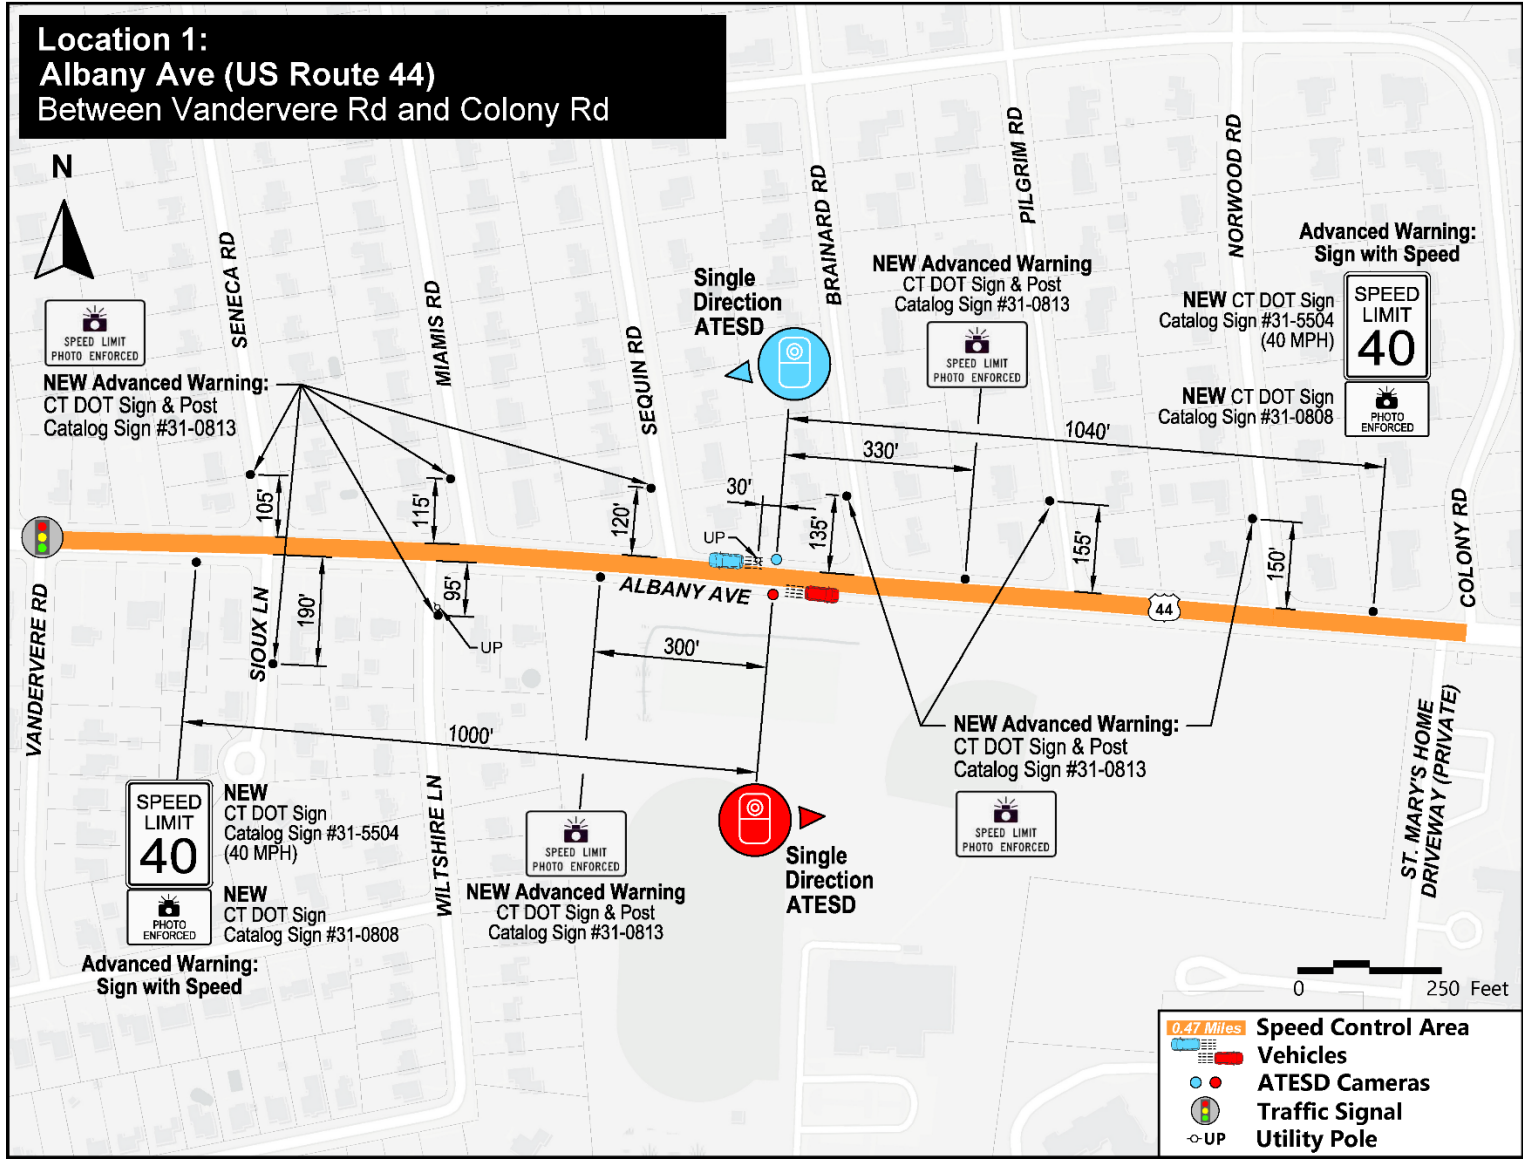 Location 1:
Albany Ave (US Route 44)
Between Vandervere Rd and Colony Rd
N
SENECA RD
MIAMIS RD
SEQUIN RD
BRAINARD RD
PILGRIM RD
NORWOOD RD
Advanced Warning:
Sign with Speed
NEW CT DOT Sign
Catalog Sign #31-5504
(40 MPH)
SPEED
LIMIT
40
NEW CT DOT Sign
Catalog Sign #31-0808
PHOTO
ENFORCED
NEW Advanced Warning
CT DOT Sign & Post
Catalog Sign #31-0813
SPEED LIMIT
PHOTO ENFORCED
Single
Direction
ATESD
SPEED LIMIT
PHOTO ENFORCED
NEW Advanced Warning:
CT DOT Sign & Post
Catalog Sign #31-0813
1040'
330'
30'
UP
105'
115'
120'
135'
155'
150'
190'
95'
UP
ALBANY AVE
44
COLONY RD
VANDERVERE RD
SIOUX LN
WILTSHIRE LN
300'
1000'
NEW Advanced Warning:
CT DOT Sign & Post
Catalog Sign #31-0813
SPEED LIMIT
PHOTO ENFORCED
ST. MARY'S HOME
DRIVEWAY (PRIVATE)
SPEED
LIMIT
40
NEW
CT DOT Sign
Catalog Sign #31-5504
(40 MPH)
PHOTO
ENFORCED
NEW
CT DOT Sign
Catalog Sign #31-0808
Advanced Warning:
Sign with Speed
SPEED LIMIT
PHOTO ENFORCED
NEW Advanced Warning
CT DOT Sign & Post
Catalog Sign #31-0813
Single
Direction
ATESD
0 250 Feet
0.47 Miles Speed Control Area
Vehicles
ATESD Cameras
Traffic Signal
UP Utility Pole